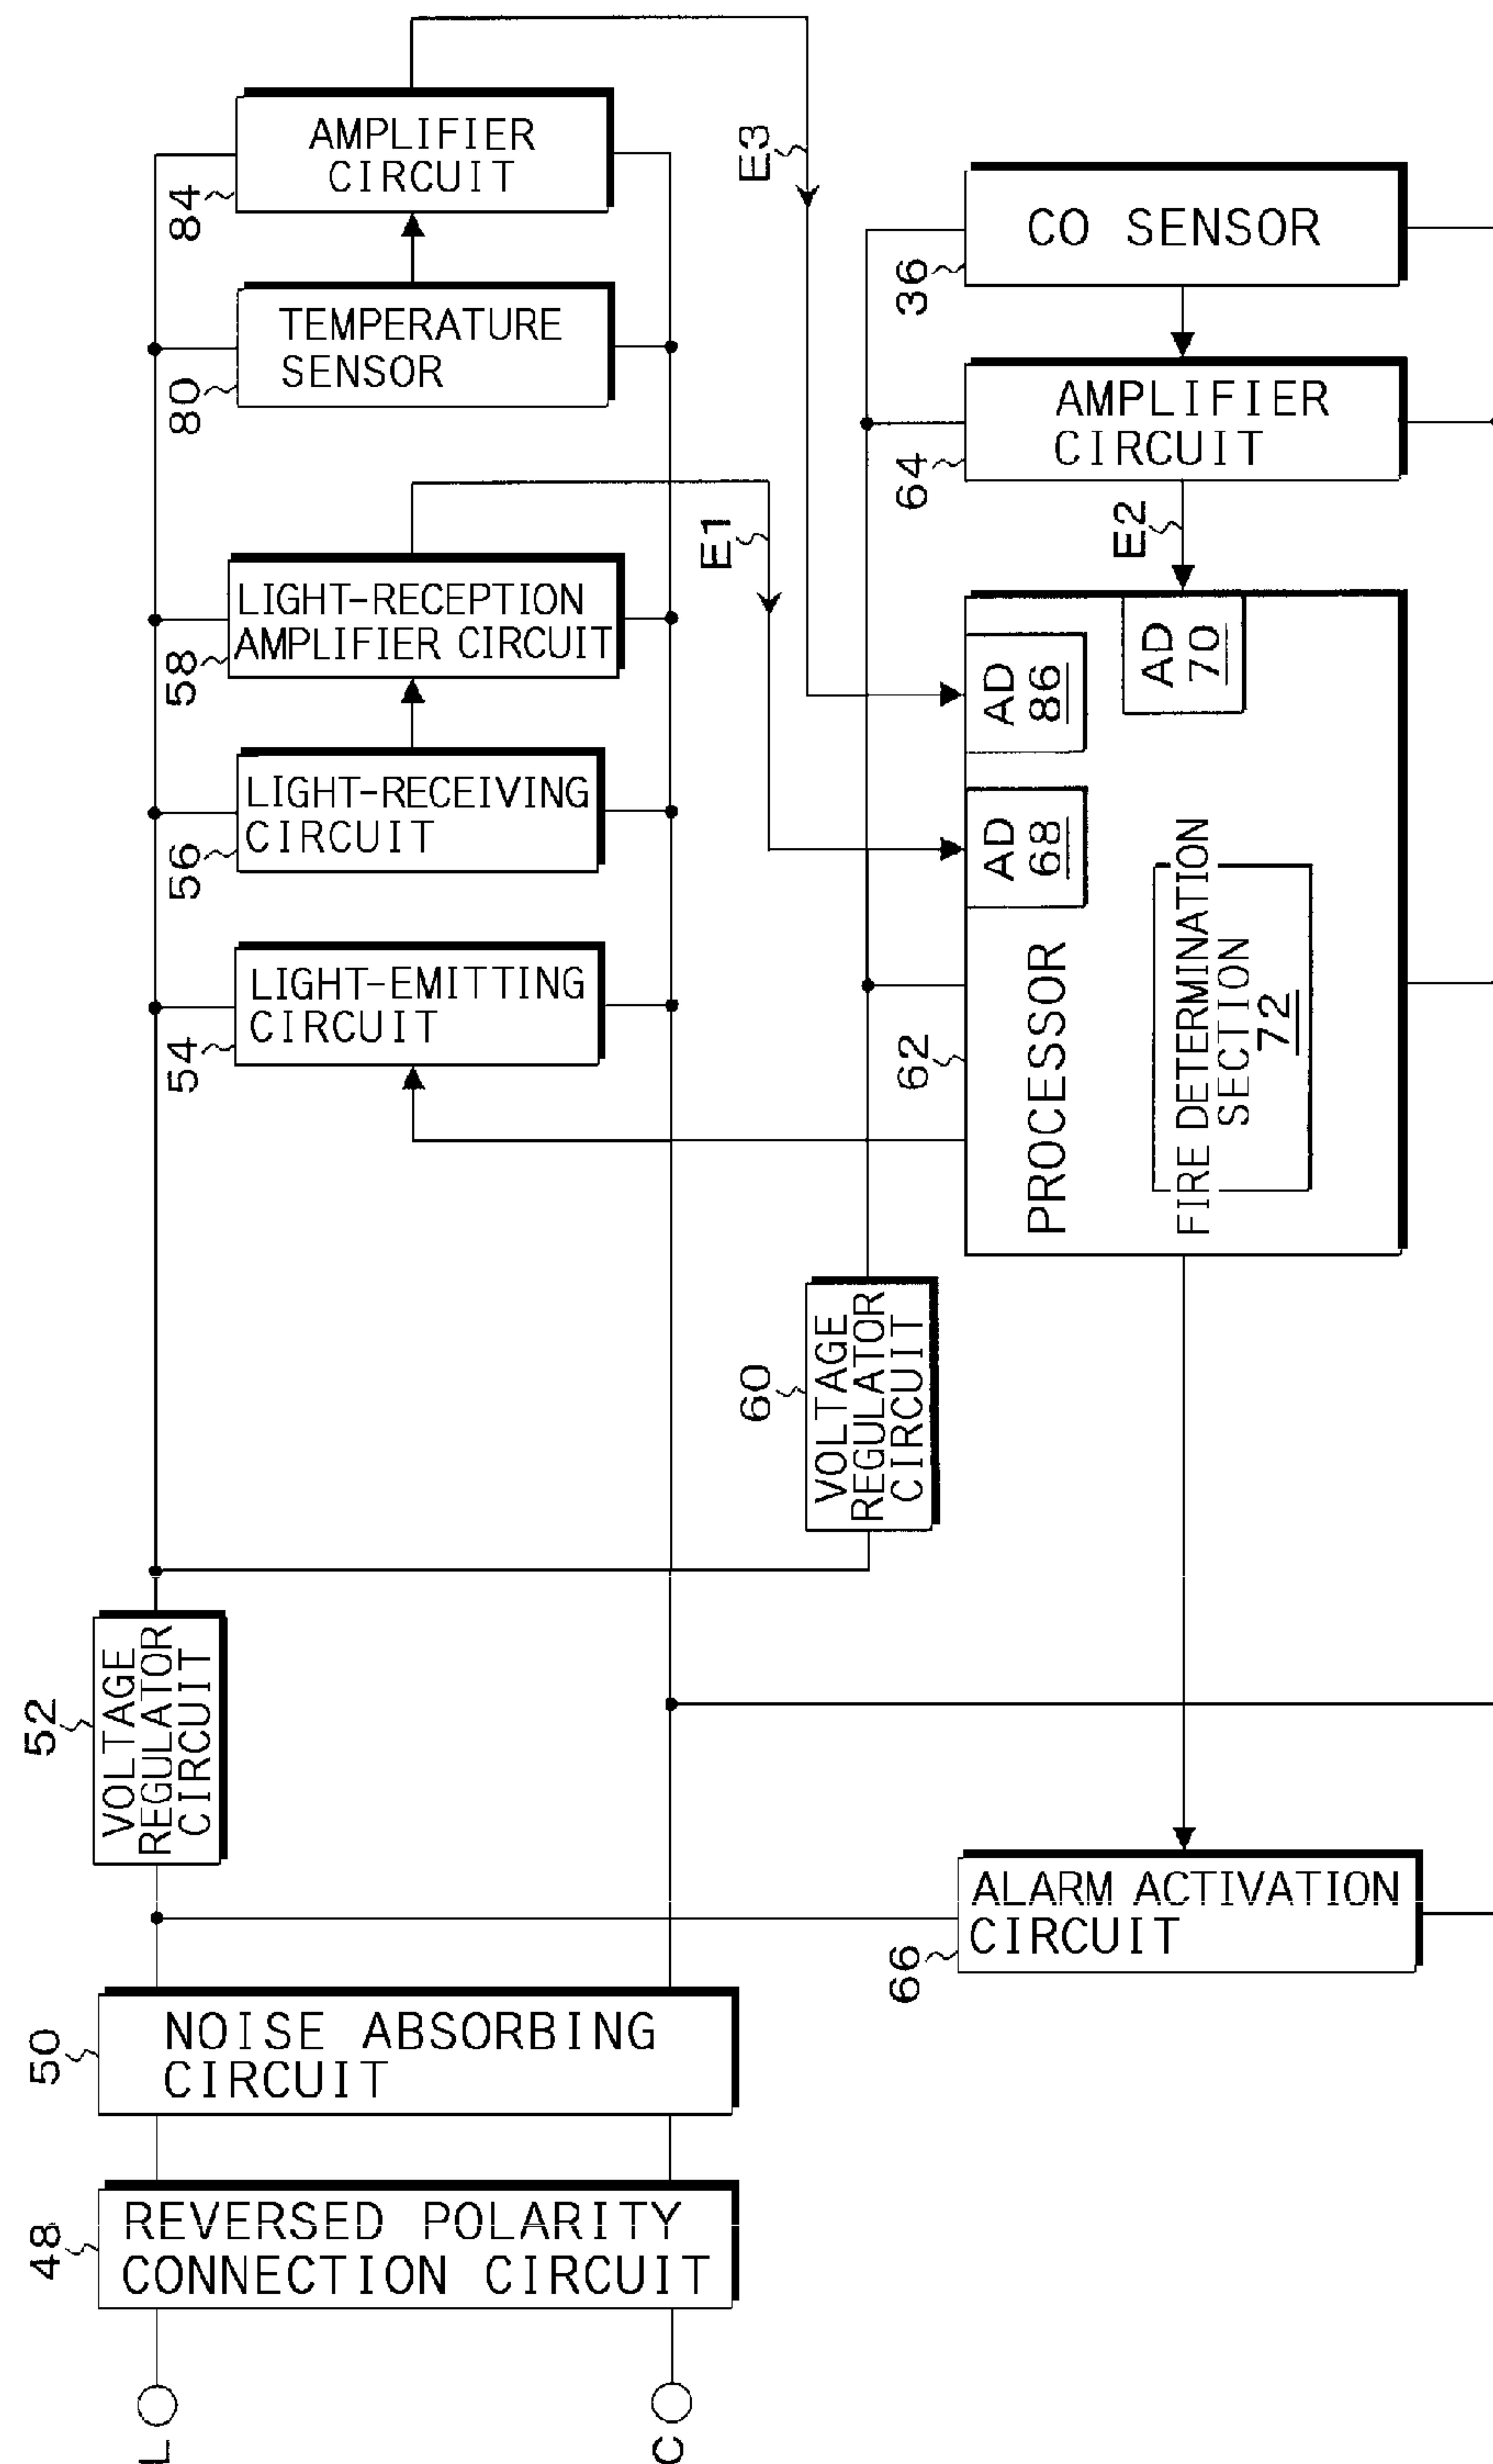 AMPLIFIER
CIRCUIT
84
E3
CO SENSOR
36
TEMPERATURE
SENSOR
80
AMPLIFIER
CIRCUIT
64
E1
E2
LIGHT-RECEPTION
AMPLIFIER CIRCUIT
58
AD
86
AD
70
LIGHT-RECEIVING
CIRCUIT
56
AD
68
LIGHT-EMITTING
CIRCUIT
54
62
PROCESSOR
FIRE DETERMINATION
SECTION
72
60
VOLTAGE
REGULATOR
CIRCUIT
52
VOLTAGE
REGULATOR
CIRCUIT
ALARM ACTIVATION
CIRCUIT
66
50
NOISE ABSORBING
CIRCUIT
48
REVERSED POLARITY
CONNECTION CIRCUIT
L
C